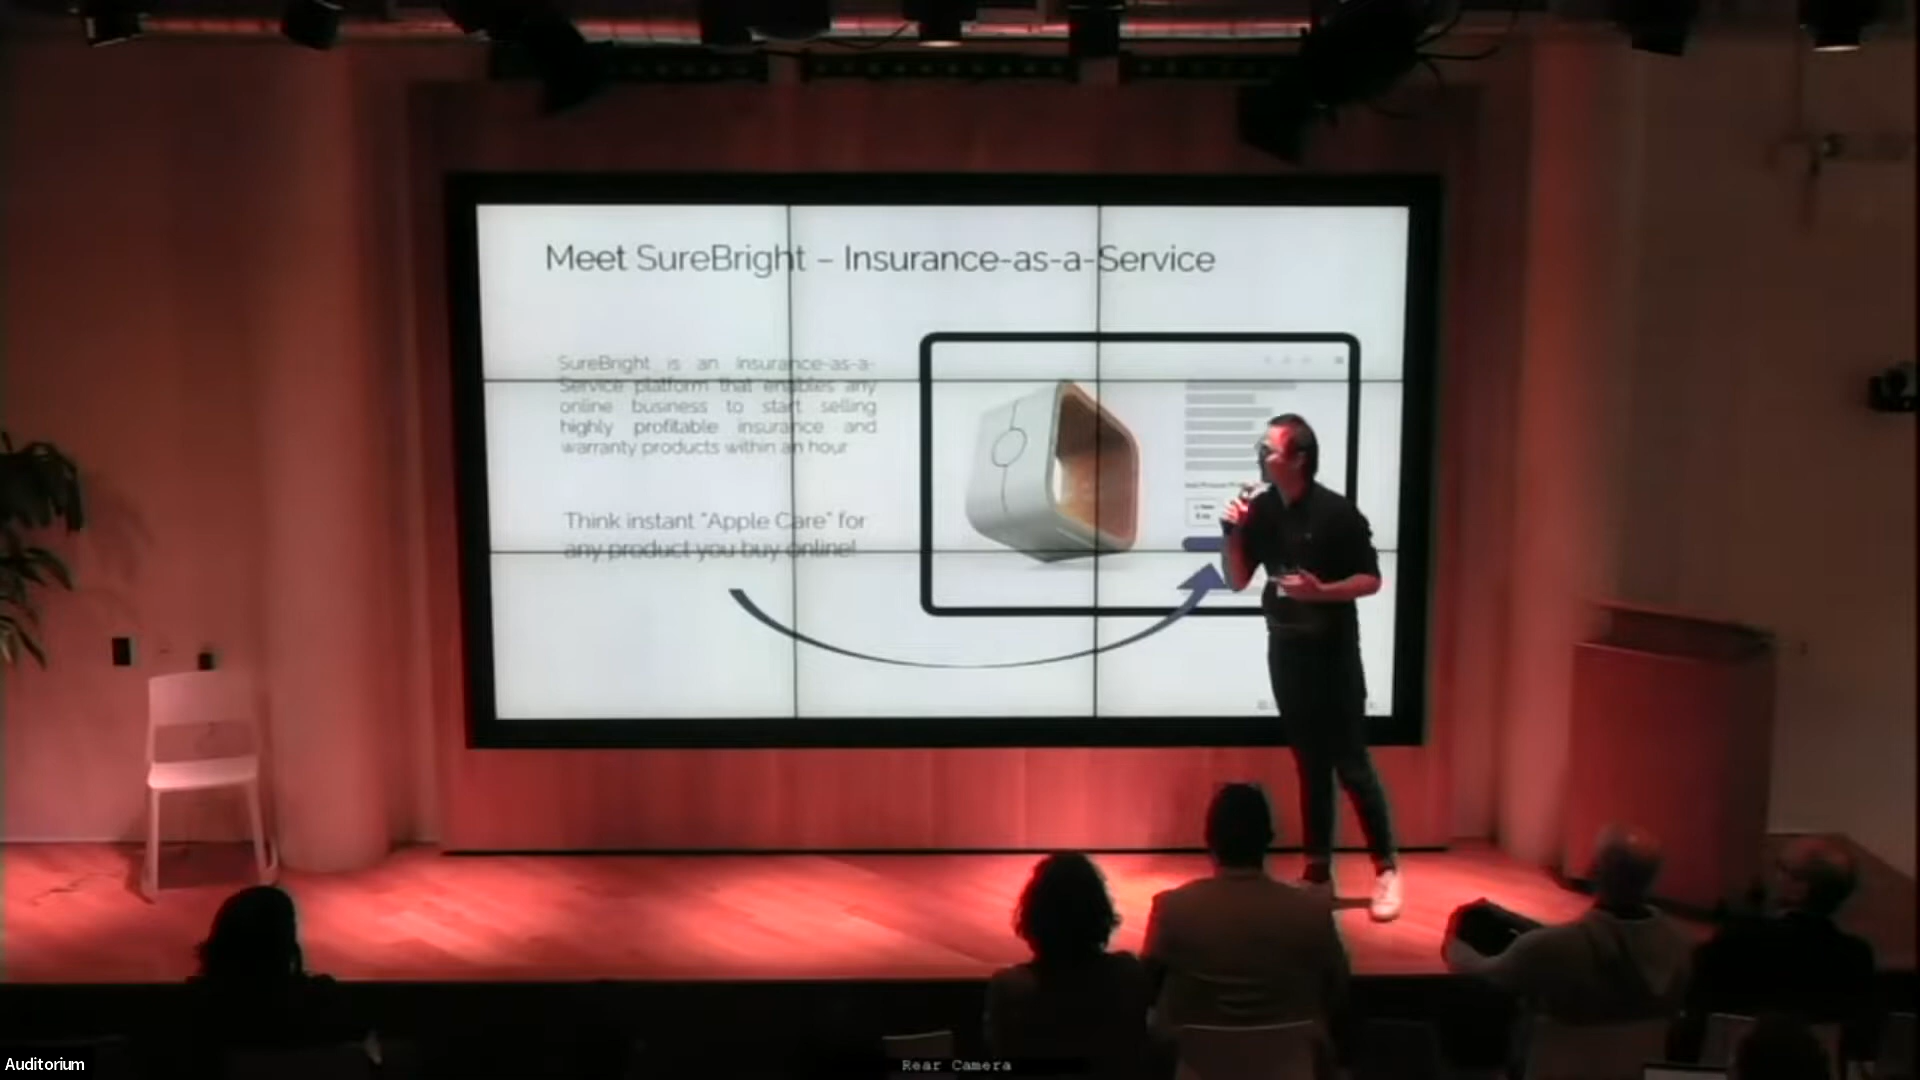 Meet SureBright – Insurance-as-a-Service
SureBright is an Insurance-as-a-
Service platform that enables any
online business to start selling
highly profitable insurance and
warranty products within an hour
Think instant "Apple Care" for
any product you buy online!
Auditorium
Rear Camera